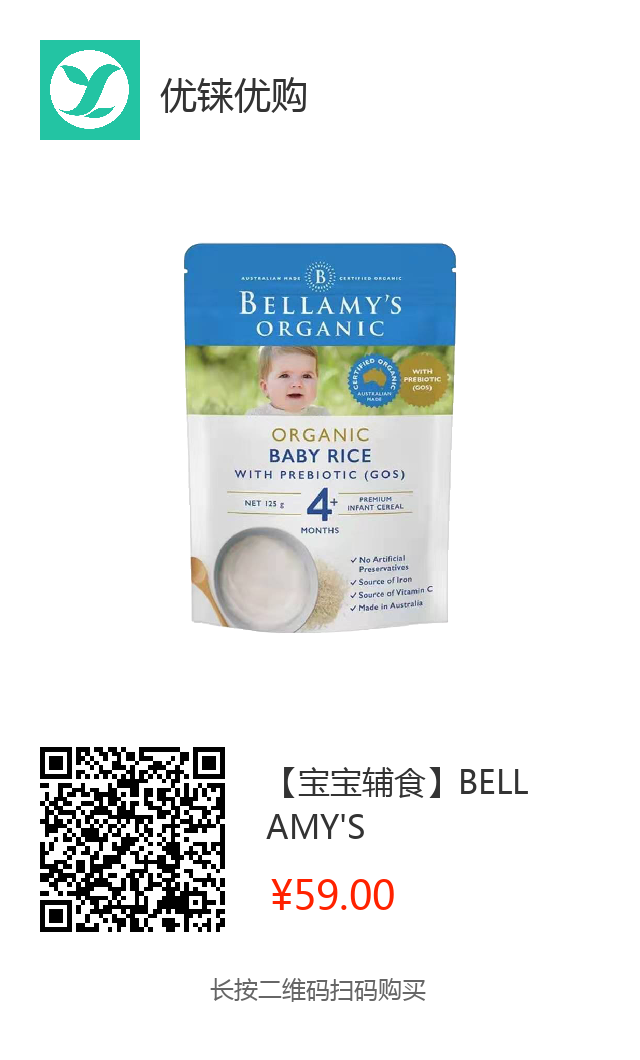 优铼优购
AUSTRALIAN MADE B CERTIFIED ORGANIC
BELLAMY'S
ORGANIC
CERTIFIED ORGANIC
AUSTRALIAN
MADE
WITH
PREBIOTIC
(GOS)
ORGANIC
BABY RICE
WITH PREBIOTIC (GOS)
NET 125 g
4+
MONTHS
PREMIUM
INFANT CEREAL
✓ No Artificial
Preservatives
✓ Source of Iron
✓ Source of Vitamin C
✓ Made in Australia
【宝宝辅食】BELL
AMY'S
¥59.00
长按二维码扫码购买